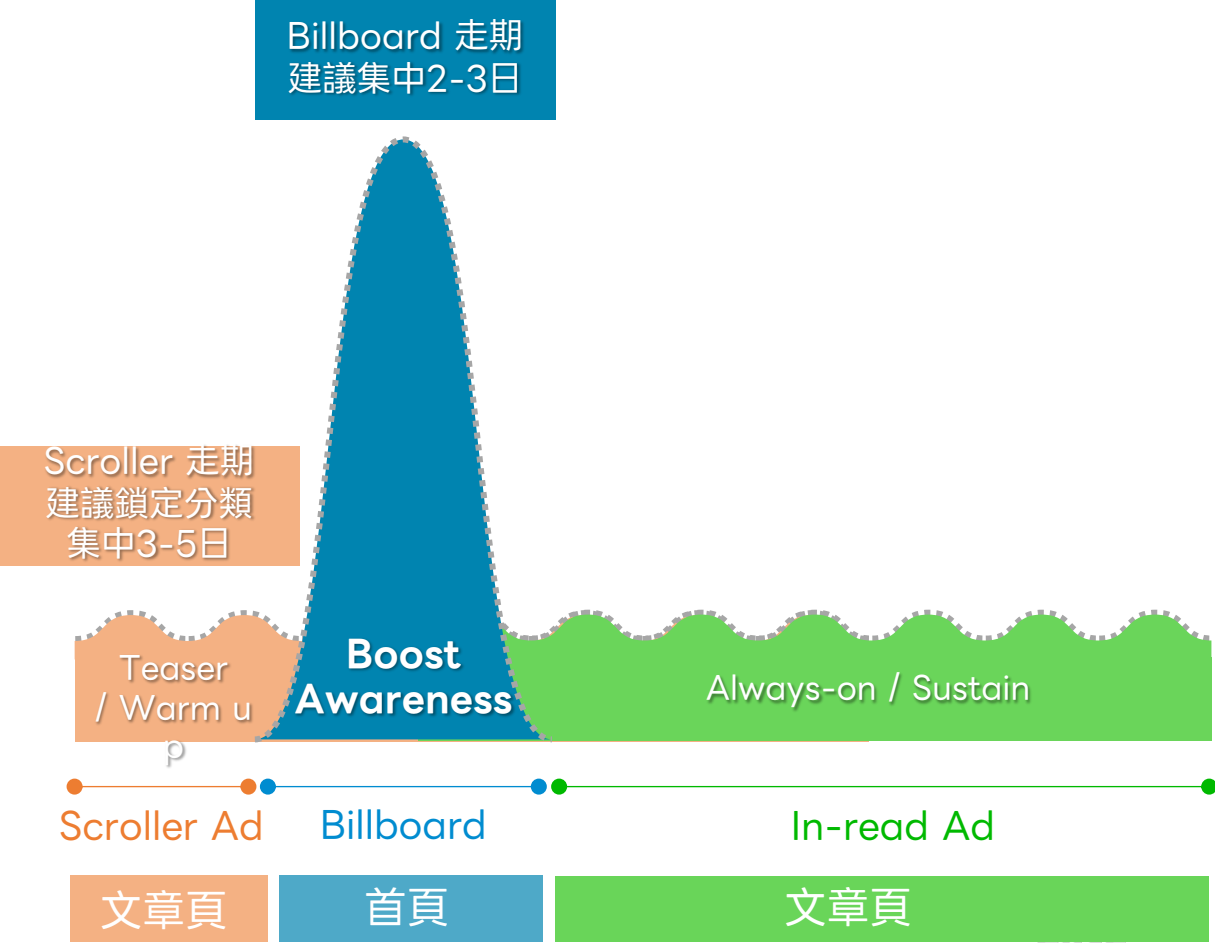 Billboard 走期
建議集中2-3日
Scroller 走期
建議鎖定分類
集中3-5日
Teaser
/ Warm u
p
Boost
Awareness
Always-on / Sustain
Scroller Ad
Billboard
In-read Ad
文章頁
首頁
文章頁